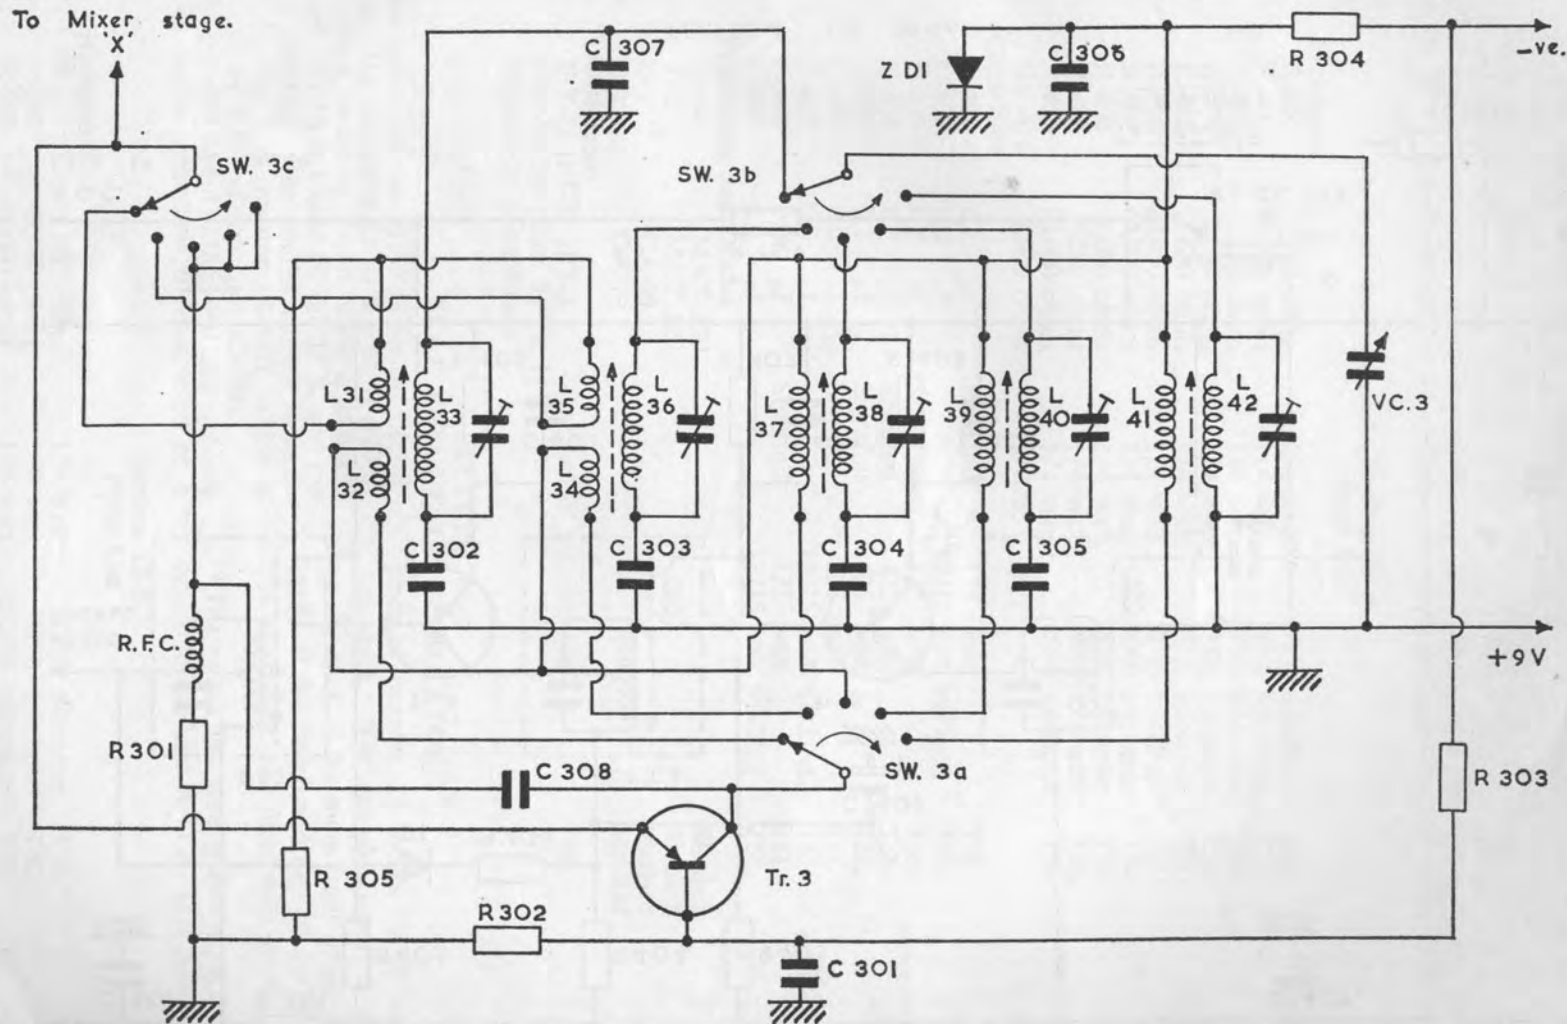 To Mixer stage.
'X'
C 307
Z D1
C 306
R 304
-ve.
SW. 3c
SW. 3b
L31
L
33
L
35
L
36
L
37
L
38
L
39
L
40
L
41
L
42
VC.3
L
32
L
34
C 302
C 303
C 304
C 305
R.F.C.
+9V
R301
C 308
SW. 3a
R 303
R 305
R302
Tr. 3
C 301